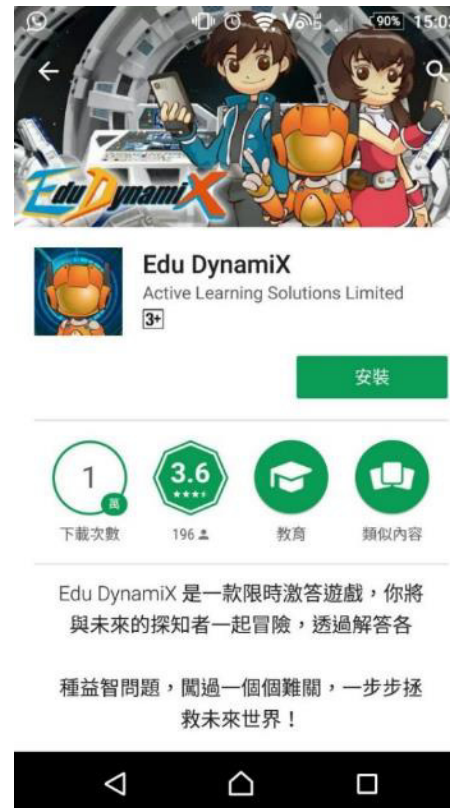 90% 15:03
Edu DynamiX
Edu DynamiX
Active Learning Solutions Limited
3+
安裝
1
萬
3.6
下載次數
196
教育
類似內容
Edu DynamiX 是一款限時激答遊戲，你將
與未來的探知者一起冒險，透過解答各
種益智問題，闖過一個個難關，一步步拯
救未來世界！